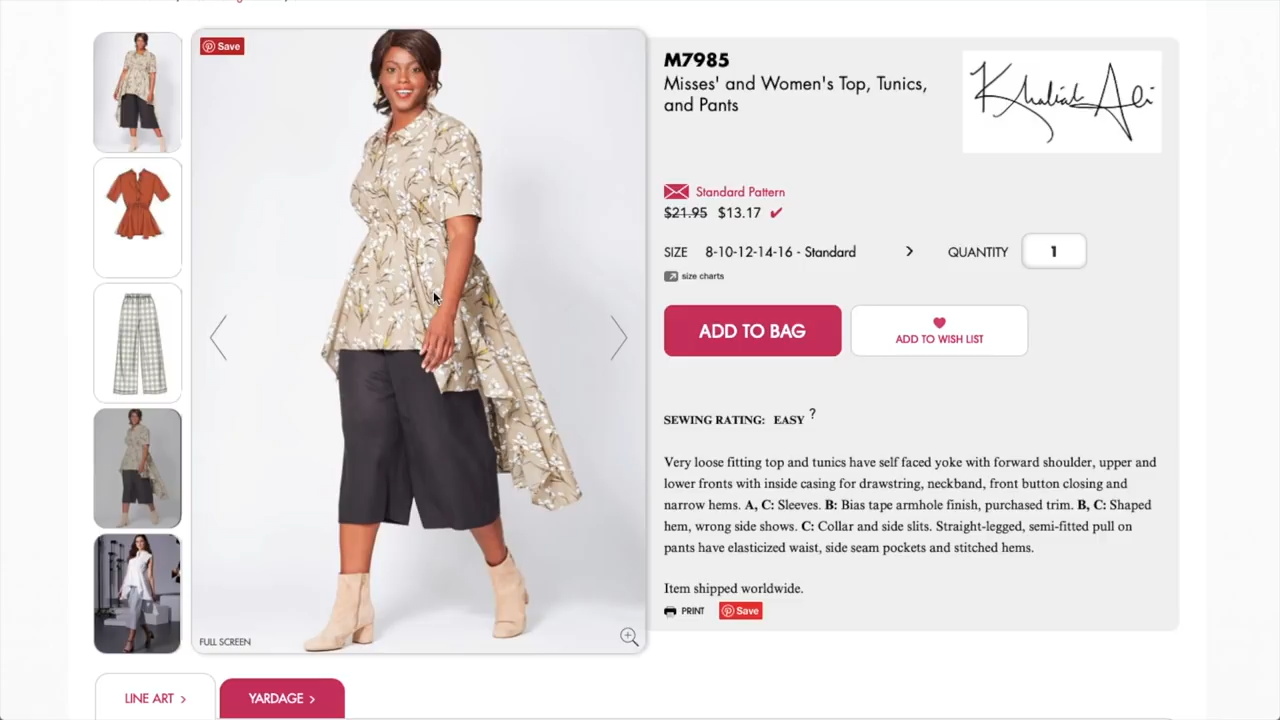 Save
M7985
Misses' and Women's Top, Tunics,
and Pants
Khaliah Ali
Standard Pattern
$21.95 $13.17 ✔
SIZE 8-10-12-14-16 - Standard > QUANTITY 1
size charts
ADD TO BAG
ADD TO WISH LIST
SEWING RATING: EASY ?
Very loose fitting top and tunics have self faced yoke with forward shoulder, upper and
lower fronts with inside casing for drawstring, neckband, front button closing and
narrow hems. A, C: Sleeves. B: Bias tape armhole finish, purchased trim. B, C: Shaped
hem, wrong side shows. C: Collar and side slits. Straight-legged, semi-fitted pull on
pants have elasticized waist, side seam pockets and stitched hems.
Item shipped worldwide.
PRINT Save
FULL SCREEN
LINE ART > YARDAGE >